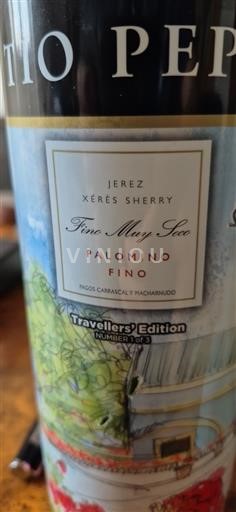 TIO PEP
JEREZ
XÉRÈS SHERRY
Fino Muy Seco
PALOMINO
FINO
PAGOS CARRASCAL Y MACHARNUDO
Travellers' Edition
NUMBER 1 of 3
VINICU